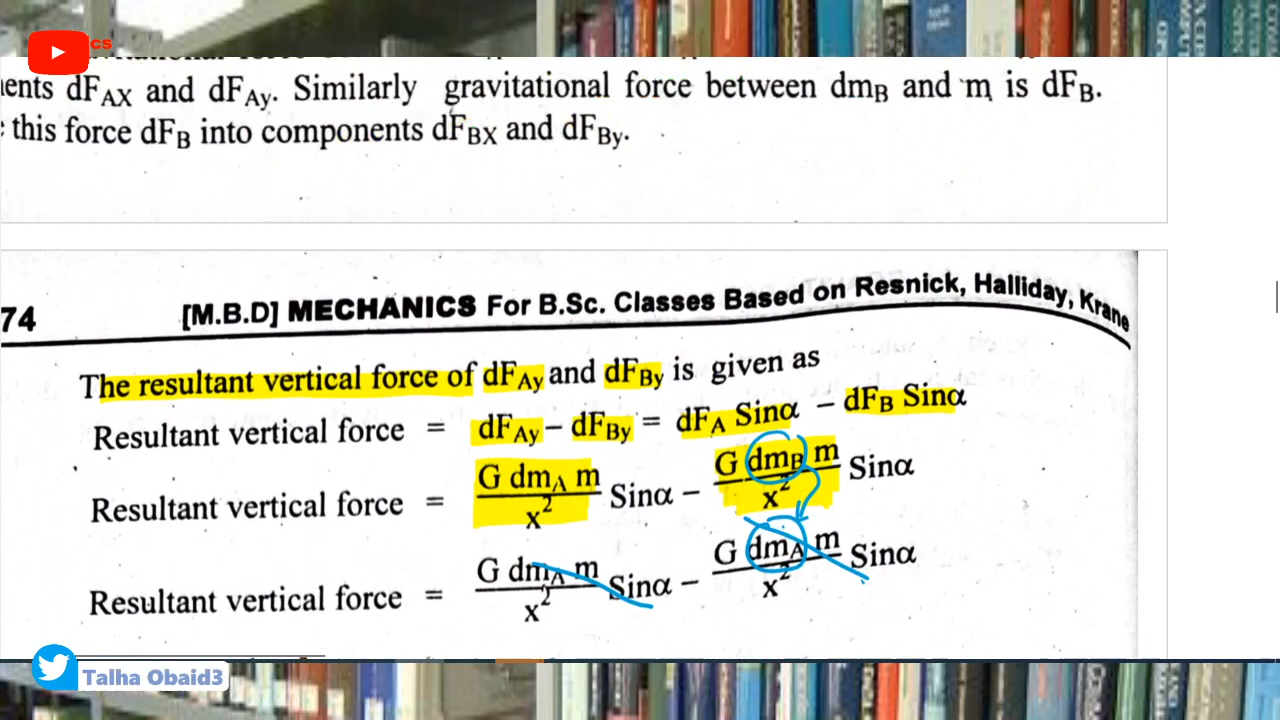 cs
ents dFAX and dFAy. Similarly gravitational force between dmB and m is dFB.
this force dFB into components dFBX and dFBy.
74 [M.B.D] MECHANICS For B.Sc. Classes Based on Resnick, Halliday, Krane
The resultant vertical force of dFAy and dFBy is given as
Resultant vertical force = dFAy – dFBy = dFA Sinα – dFB Sinα
Resultant vertical force = G dmA m / x² Sinα – G dmB m / x² Sinα
Resultant vertical force = G dmA m / x² Sinα – G dmA m / x² Sinα
Talha Obaid3